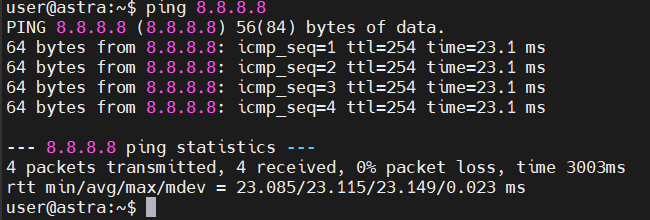 user@astra:~$ ping 8.8.8.8
PING 8.8.8.8 (8.8.8.8) 56(84) bytes of data.
64 bytes from 8.8.8.8: icmp_seq=1 ttl=254 time=23.1 ms
64 bytes from 8.8.8.8: icmp_seq=2 ttl=254 time=23.1 ms
64 bytes from 8.8.8.8: icmp_seq=3 ttl=254 time=23.1 ms
64 bytes from 8.8.8.8: icmp_seq=4 ttl=254 time=23.1 ms

--- 8.8.8.8 ping statistics ---
4 packets transmitted, 4 received, 0% packet loss, time 3003ms
rtt min/avg/max/mdev = 23.085/23.115/23.149/0.023 ms
user@astra:~$